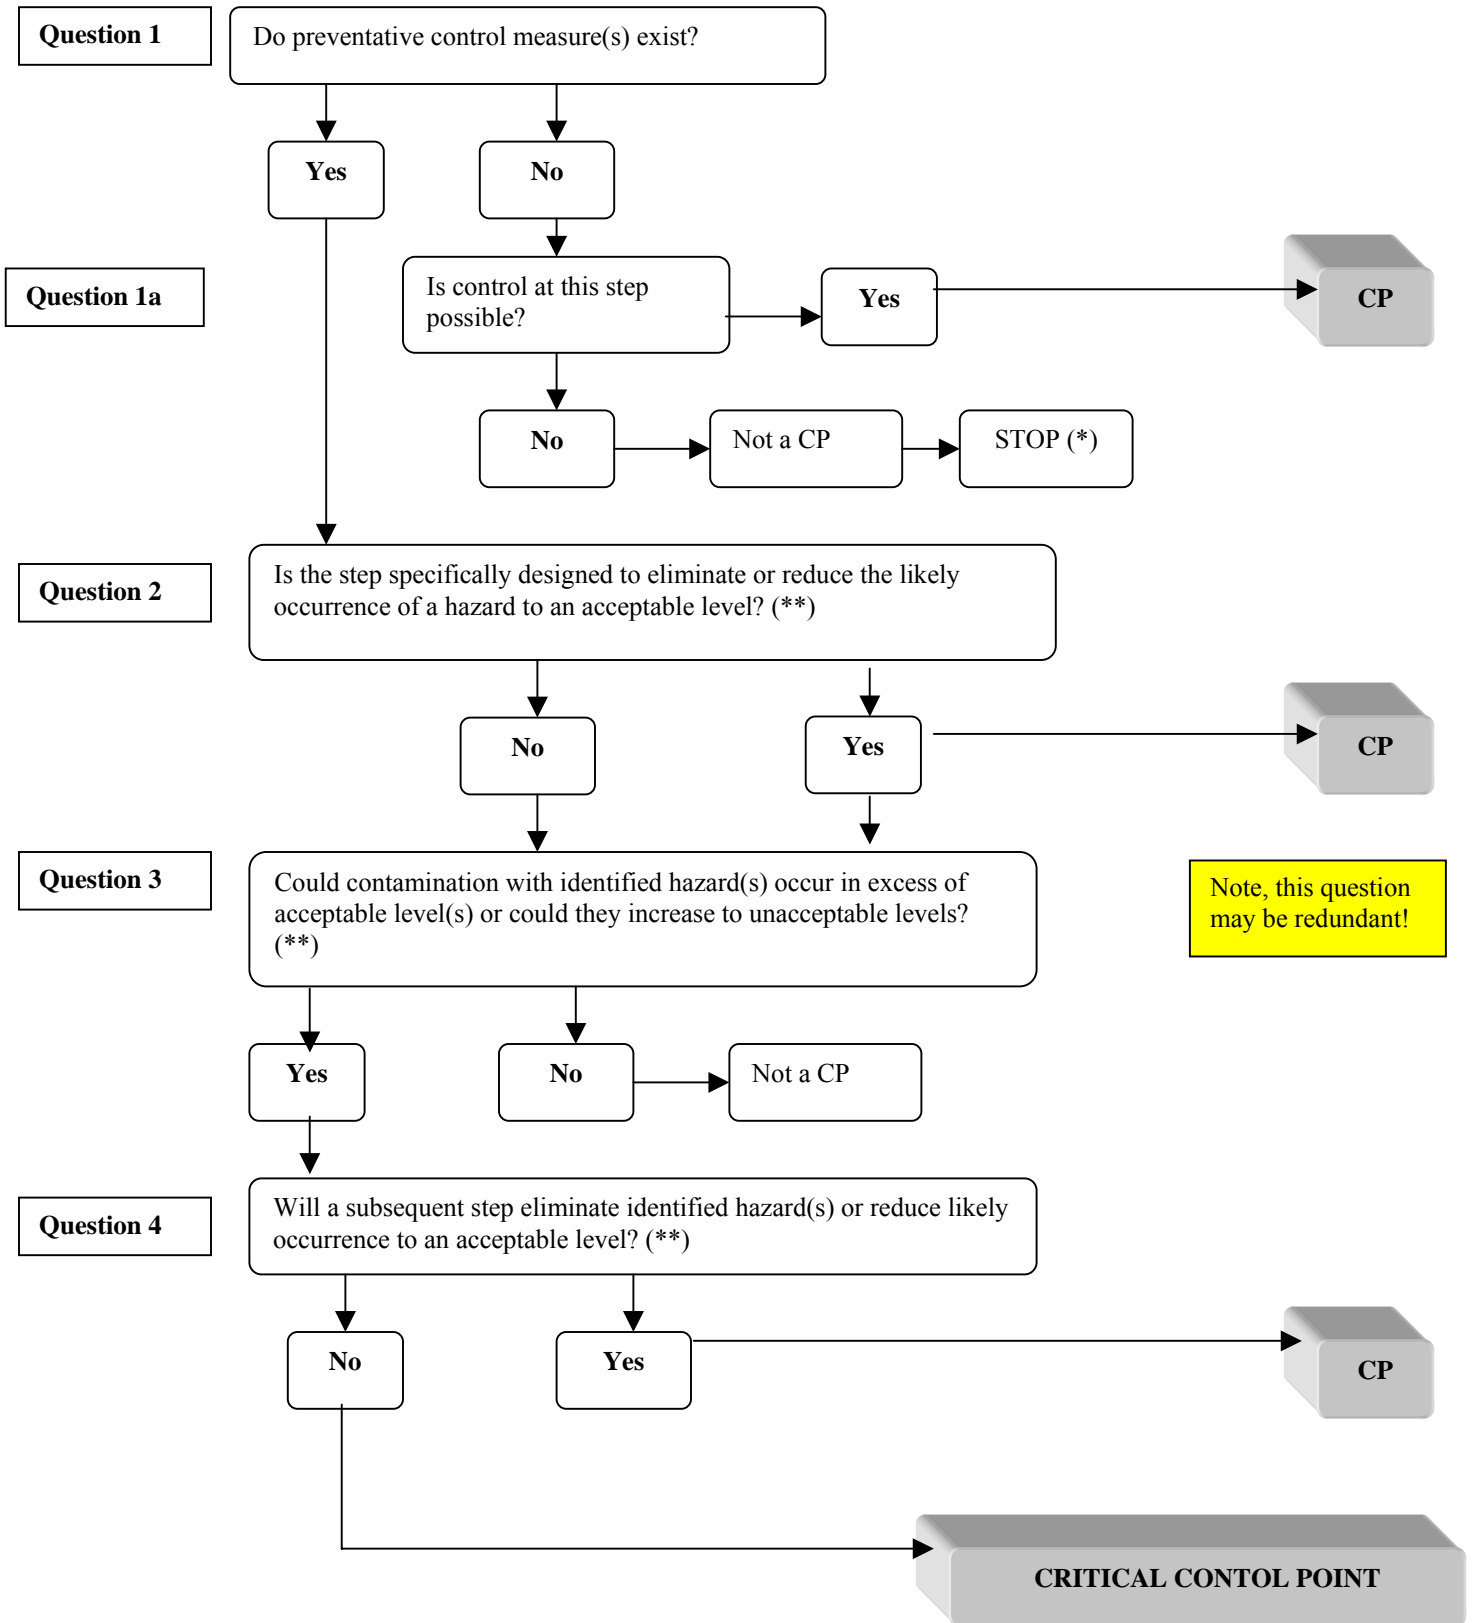 Question 1
Do preventative control measure(s) exist?
Yes
No
Question 1a
Is control at this step
possible?
Yes
CP
No
Not a CP
STOP (*)
Question 2
Is the step specifically designed to eliminate or reduce the likely
occurrence of a hazard to an acceptable level? (**)
No
Yes
CP
Question 3
Could contamination with identified hazard(s) occur in excess of
acceptable level(s) or could they increase to unacceptable levels?
(**)
Note, this question
may be redundant!
Yes
No
Not a CP
Question 4
Will a subsequent step eliminate identified hazard(s) or reduce likely
occurrence to an acceptable level? (**)
No
Yes
CP
CRITICAL CONTOL POINT